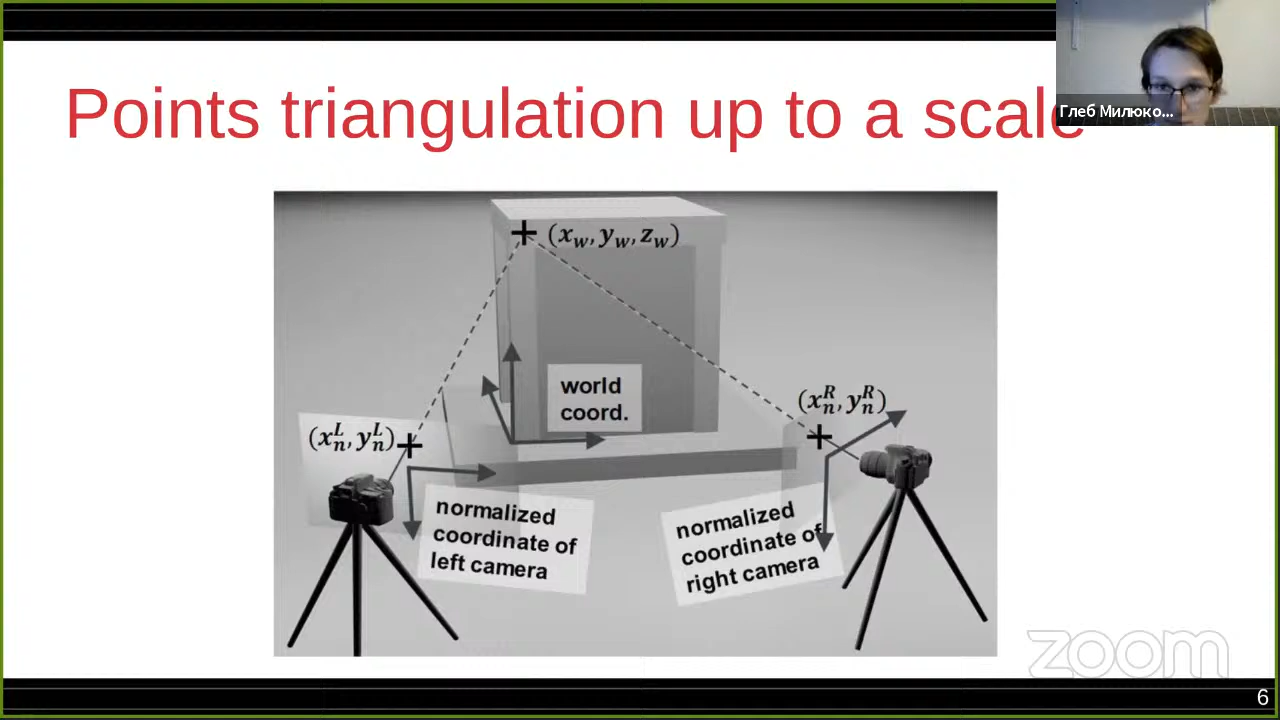 Points triangulation up to a scale
Глеб Милюко...
(x_w, y_w, z_w)
world
coord.
(x_n^L, y_n^L)
(x_n^R, y_n^R)
normalized
coordinate of
left camera
normalized
coordinate of
right camera
zoom
6